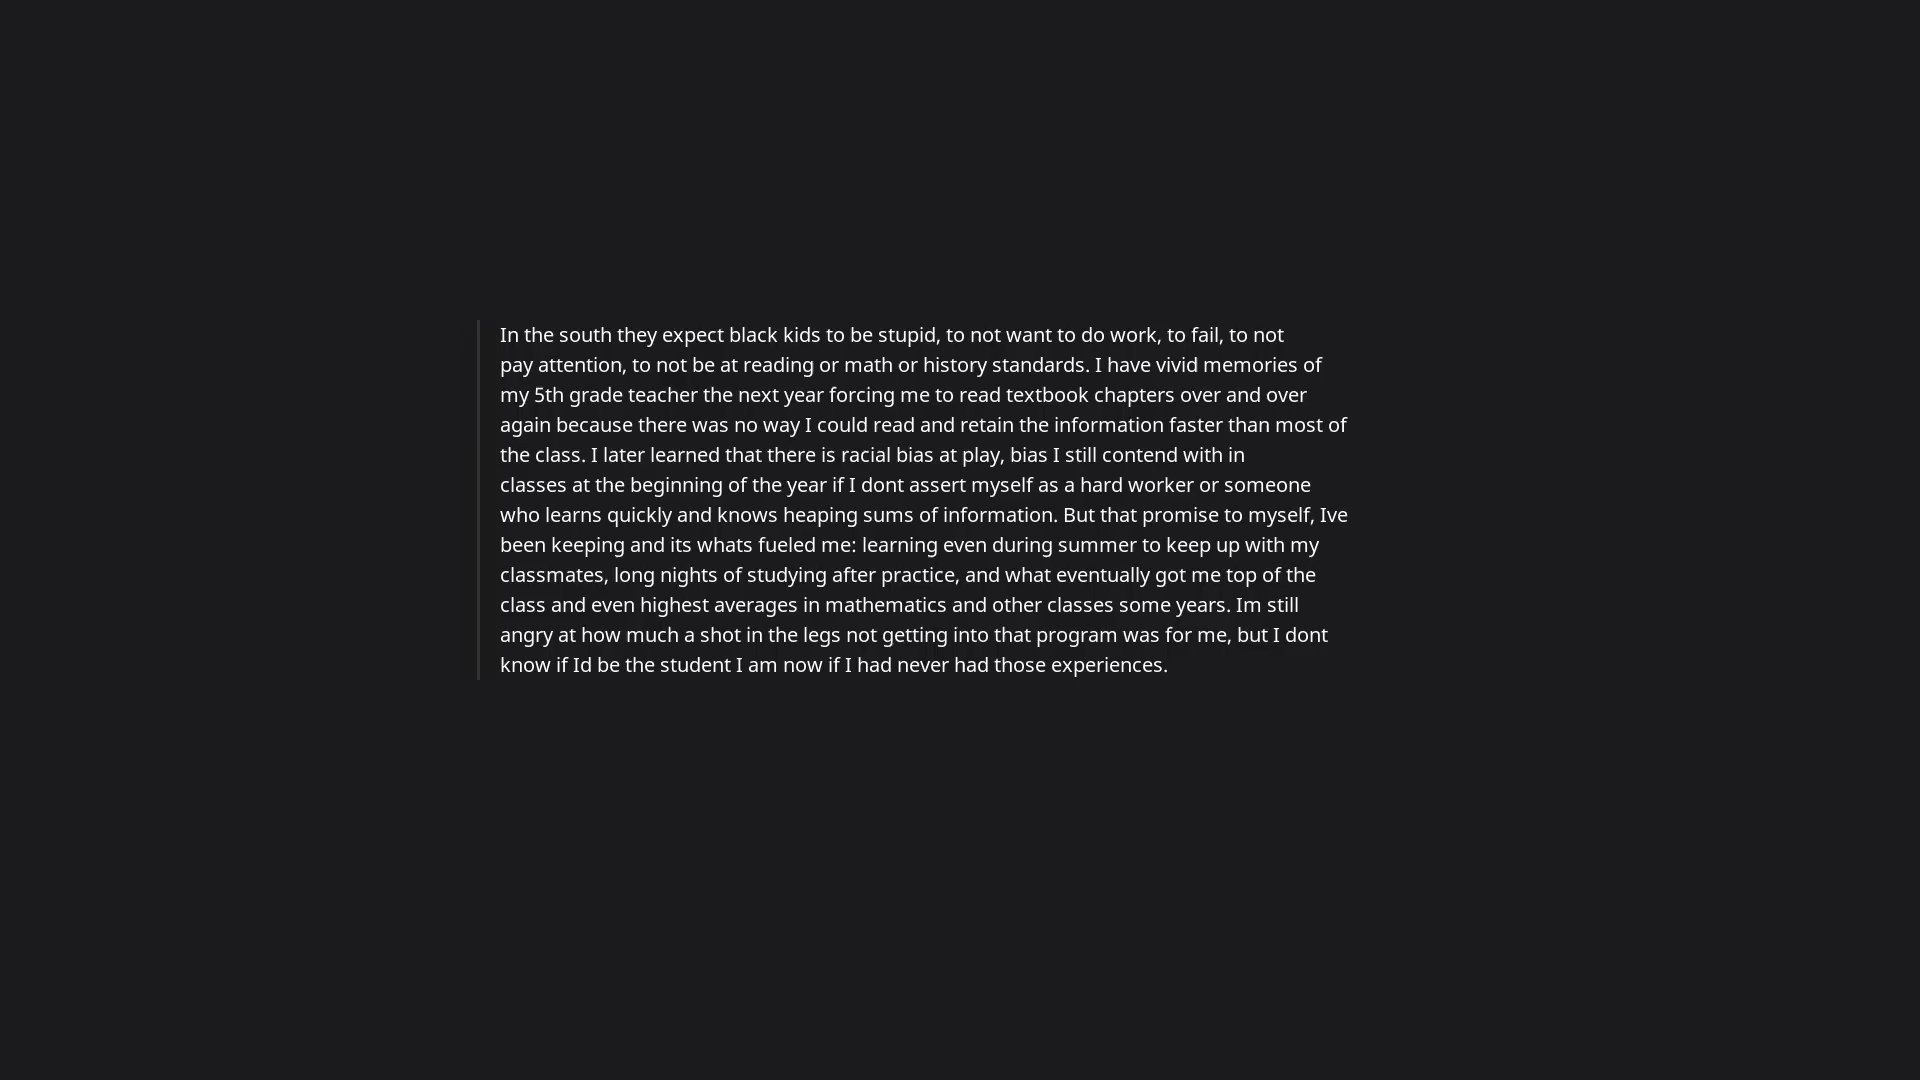 In the south they expect black kids to be stupid, to not want to do work, to fail, to not
pay attention, to not be at reading or math or history standards. I have vivid memories of
my 5th grade teacher the next year forcing me to read textbook chapters over and over
again because there was no way I could read and retain the information faster than most of
the class. I later learned that there is racial bias at play, bias I still contend with in
classes at the beginning of the year if I dont assert myself as a hard worker or someone
who learns quickly and knows heaping sums of information. But that promise to myself, Ive
been keeping and its whats fueled me: learning even during summer to keep up with my
classmates, long nights of studying after practice, and what eventually got me top of the
class and even highest averages in mathematics and other classes some years. Im still
angry at how much a shot in the legs not getting into that program was for me, but I dont
know if Id be the student I am now if I had never had those experiences.